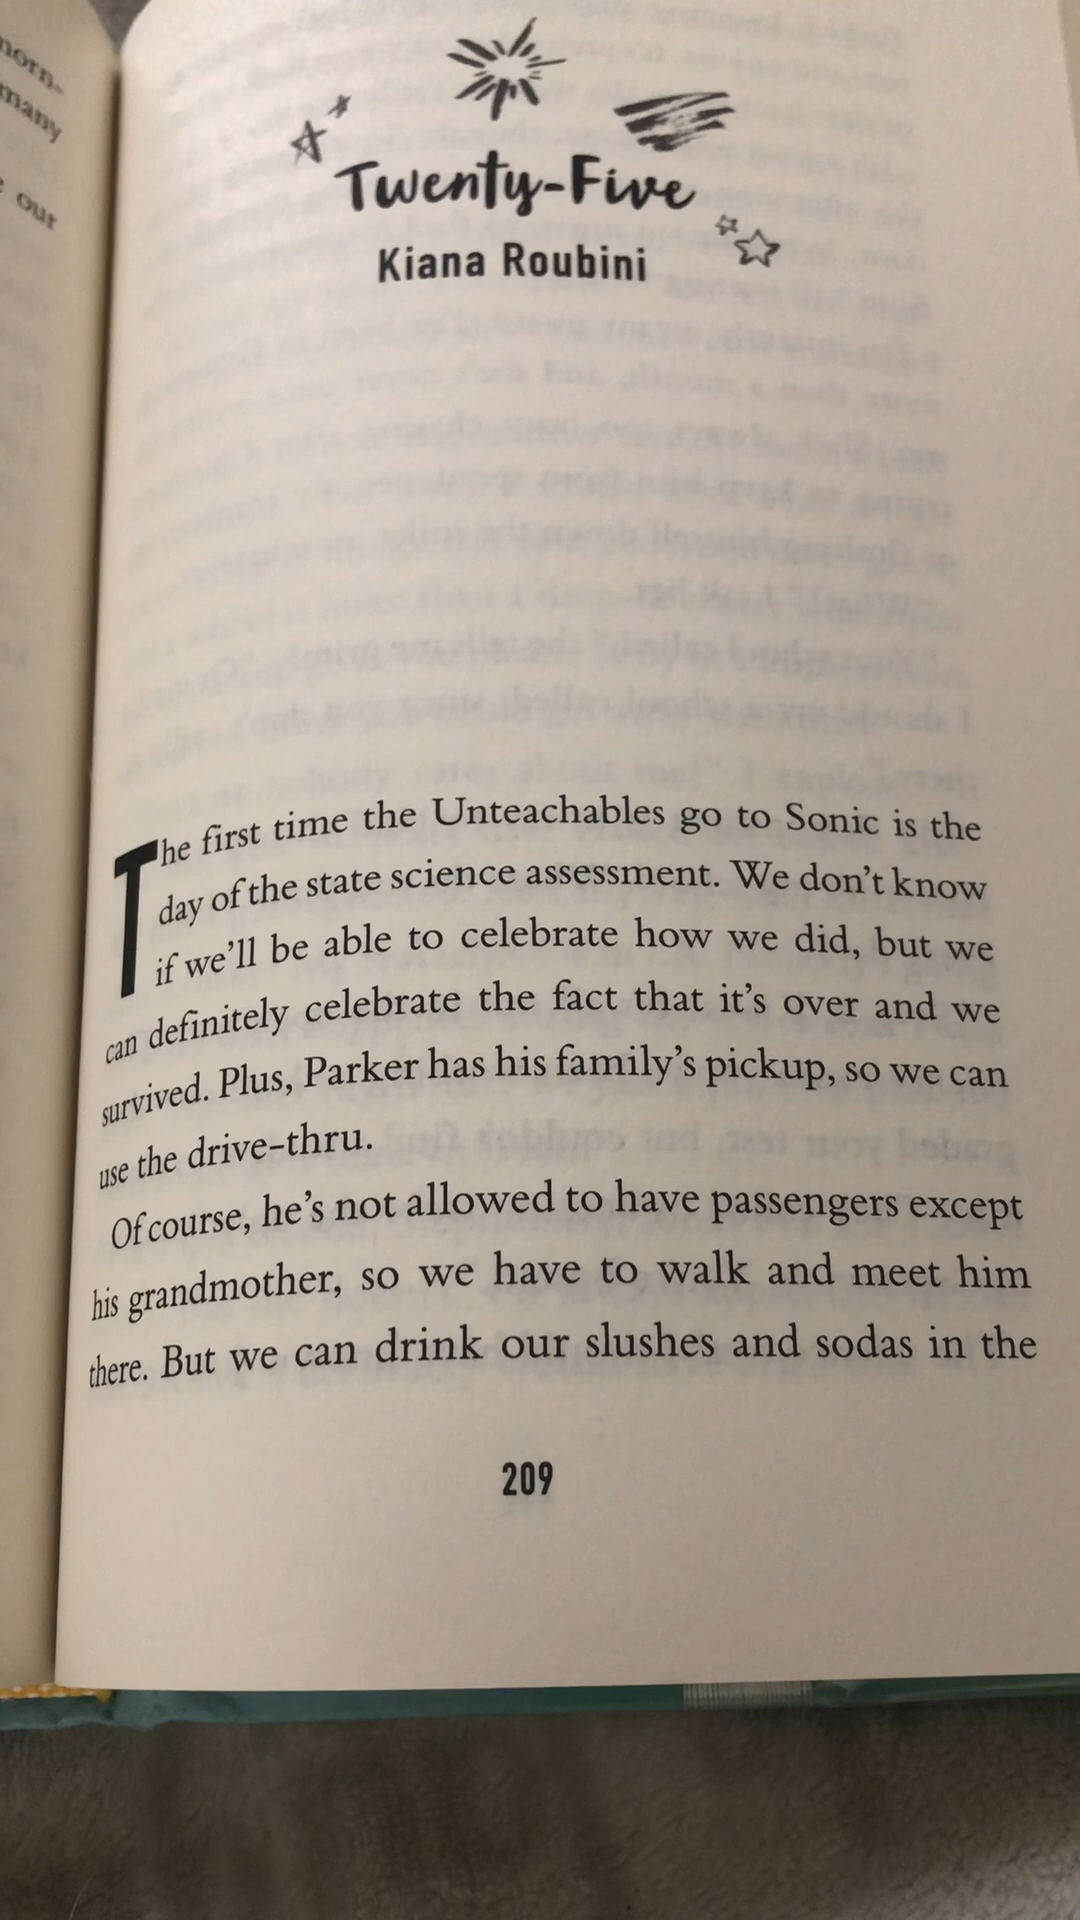 morn-
many
our
Twenty-Five
Kiana Roubini
The first time the Unteachables go to Sonic is the
day of the state science assessment. We don't know
if we'll be able to celebrate how we did, but we
can definitely celebrate the fact that it's over and we
survived. Plus, Parker has his family's pickup, so we can
use the drive-thru.
Of course, he's not allowed to have passengers except
his grandmother, so we have to walk and meet him
there. But we can drink our slushes and sodas in the
209